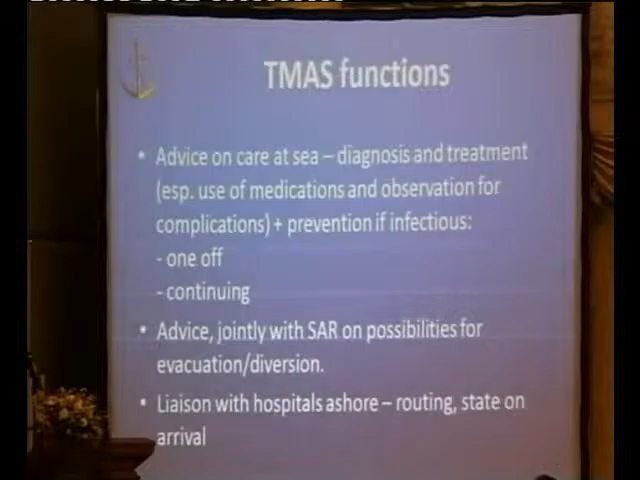 TMAS functions
• Advice on care at sea – diagnosis and treatment
(esp. use of medications and observation for
complications) + prevention if infectious:
- one off
- continuing
• Advice, jointly with SAR on possibilities for
evacuation/diversion.
• Liaison with hospitals ashore – routing, state on
arrival